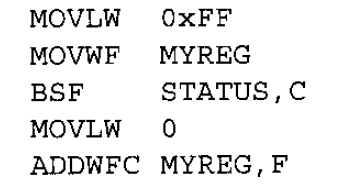 MOVLW 0xFF
MOVWF MYREG
BSF STATUS,C
MOVLW 0
ADDWFC MYREG,F